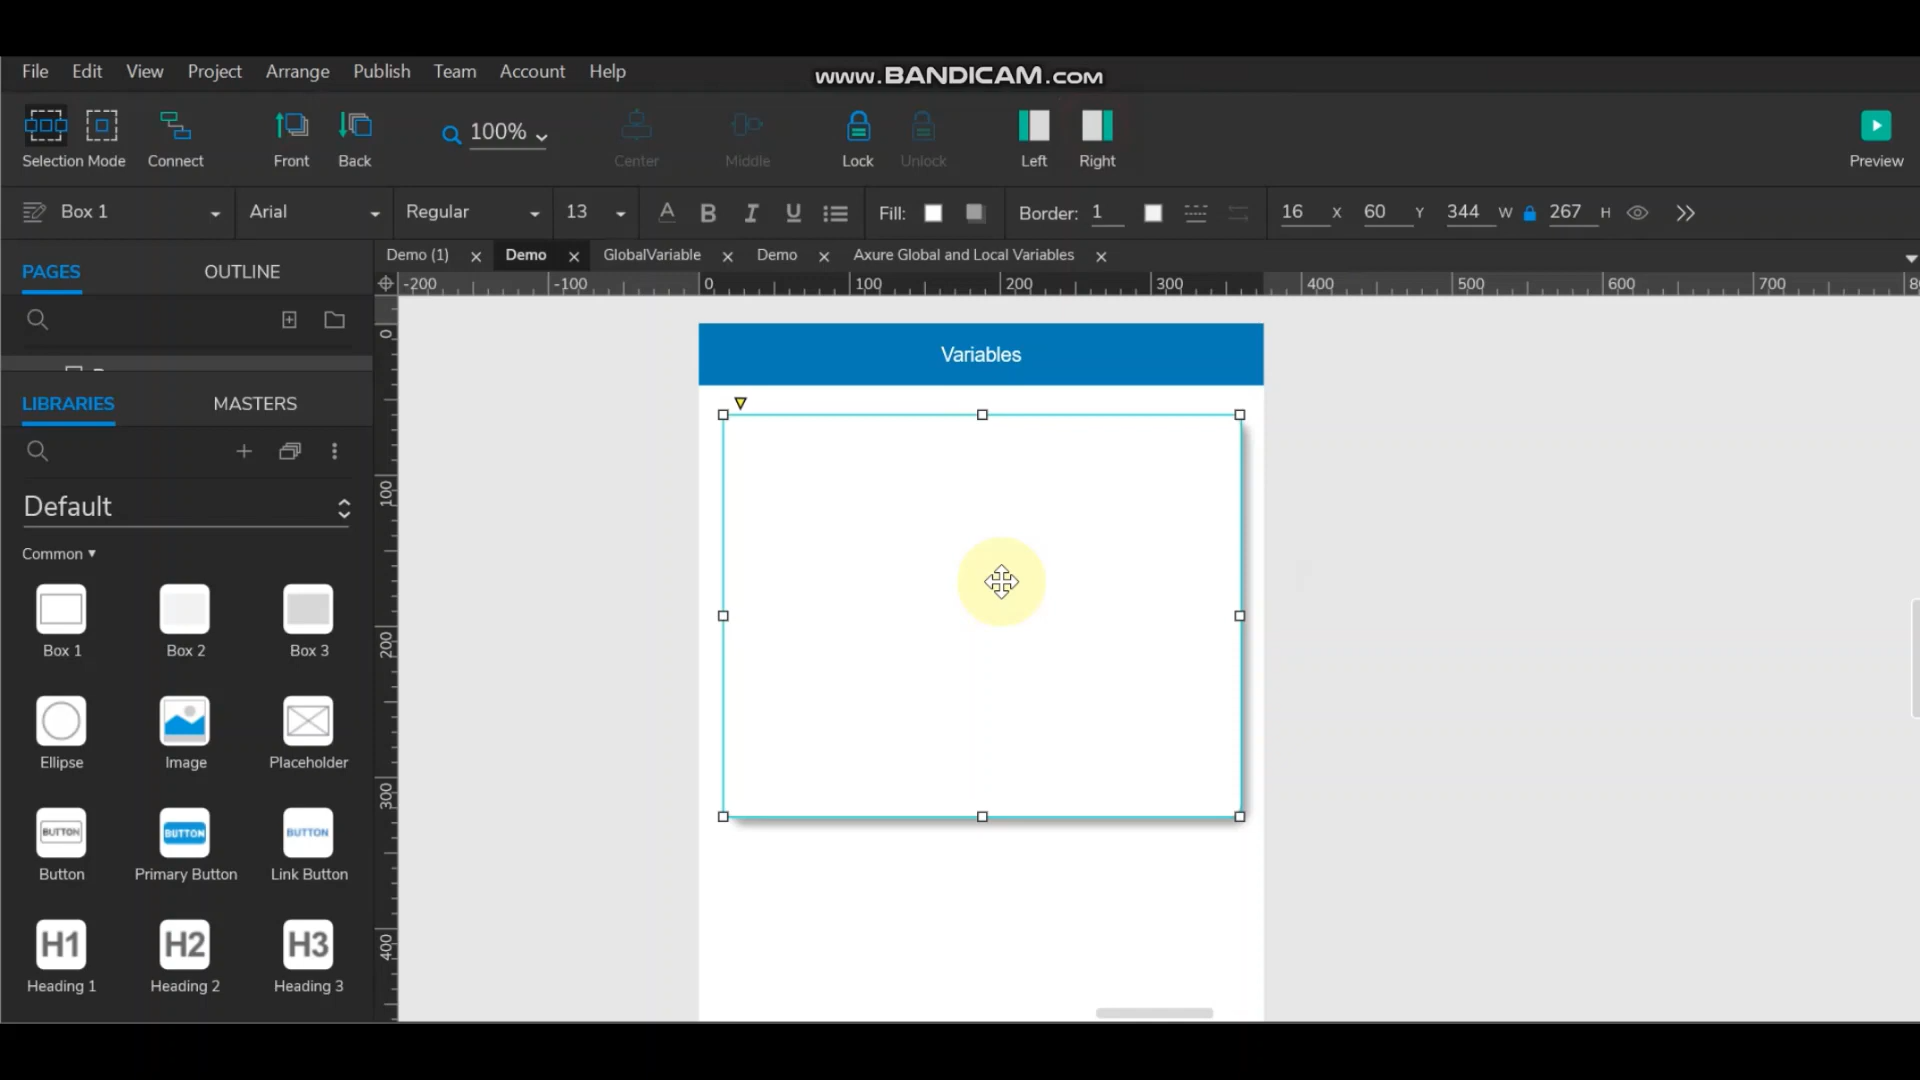 File Edit View Project Arrange Publish Team Account Help
www.BANDICAM.com
Selection Mode Connect Front Back 100% Center Middle Lock Unlock Left Right Preview
Box 1 Arial Regular 13 A B I U Fill: Border: 1 16 X 60 Y 344 W 267 H
PAGES OUTLINE
Demo (1) Demo GlobalVariable Demo Axure Global and Local Variables
-200 -100 0 100 200 300 400 500 600 700
0
100
200
300
400
Variables
LIBRARIES MASTERS
Default
Common
Box 1 Box 2 Box 3
Ellipse Image Placeholder
BUTTON BUTTON BUTTON
Button Primary Button Link Button
H1 H2 H3
Heading 1 Heading 2 Heading 3